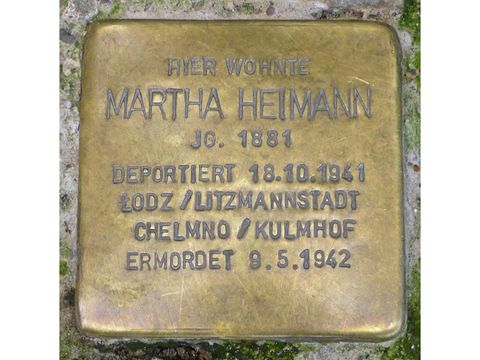 HIER WOHNTE
MARTHA HEIMANN
JG. 1881
DEPORTIERT 18.10.1941
ŁODZ/LITZMANNSTADT
CHELMNO/KULMHOF
ERMORDET 9.5.1942